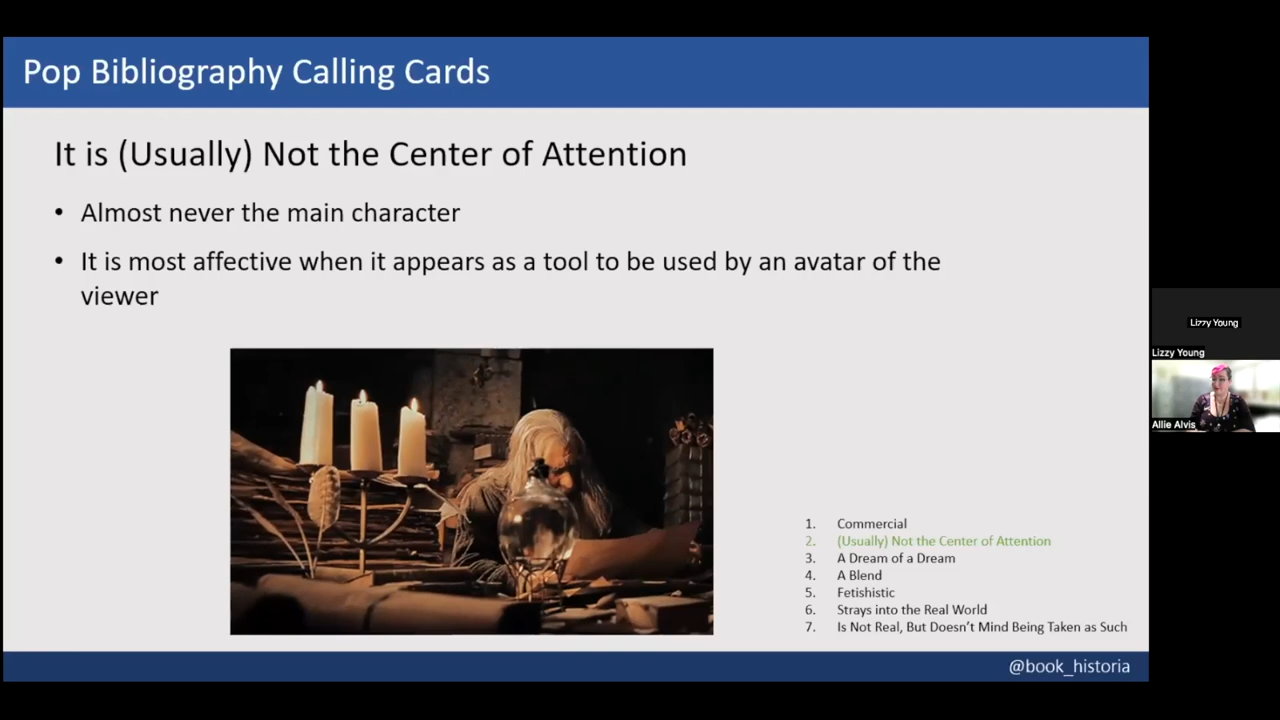 Pop Bibliography Calling Cards
It is (Usually) Not the Center of Attention
• Almost never the main character
• It is most affective when it appears as a tool to be used by an avatar of the
viewer
1. Commercial
2. (Usually) Not the Center of Attention
3. A Dream of a Dream
4. A Blend
5. Fetishistic
6. Strays into the Real World
7. Is Not Real, But Doesn't Mind Being Taken as Such
@book_historia
Lizzy Young
Lizzy Young
Allie Alvis